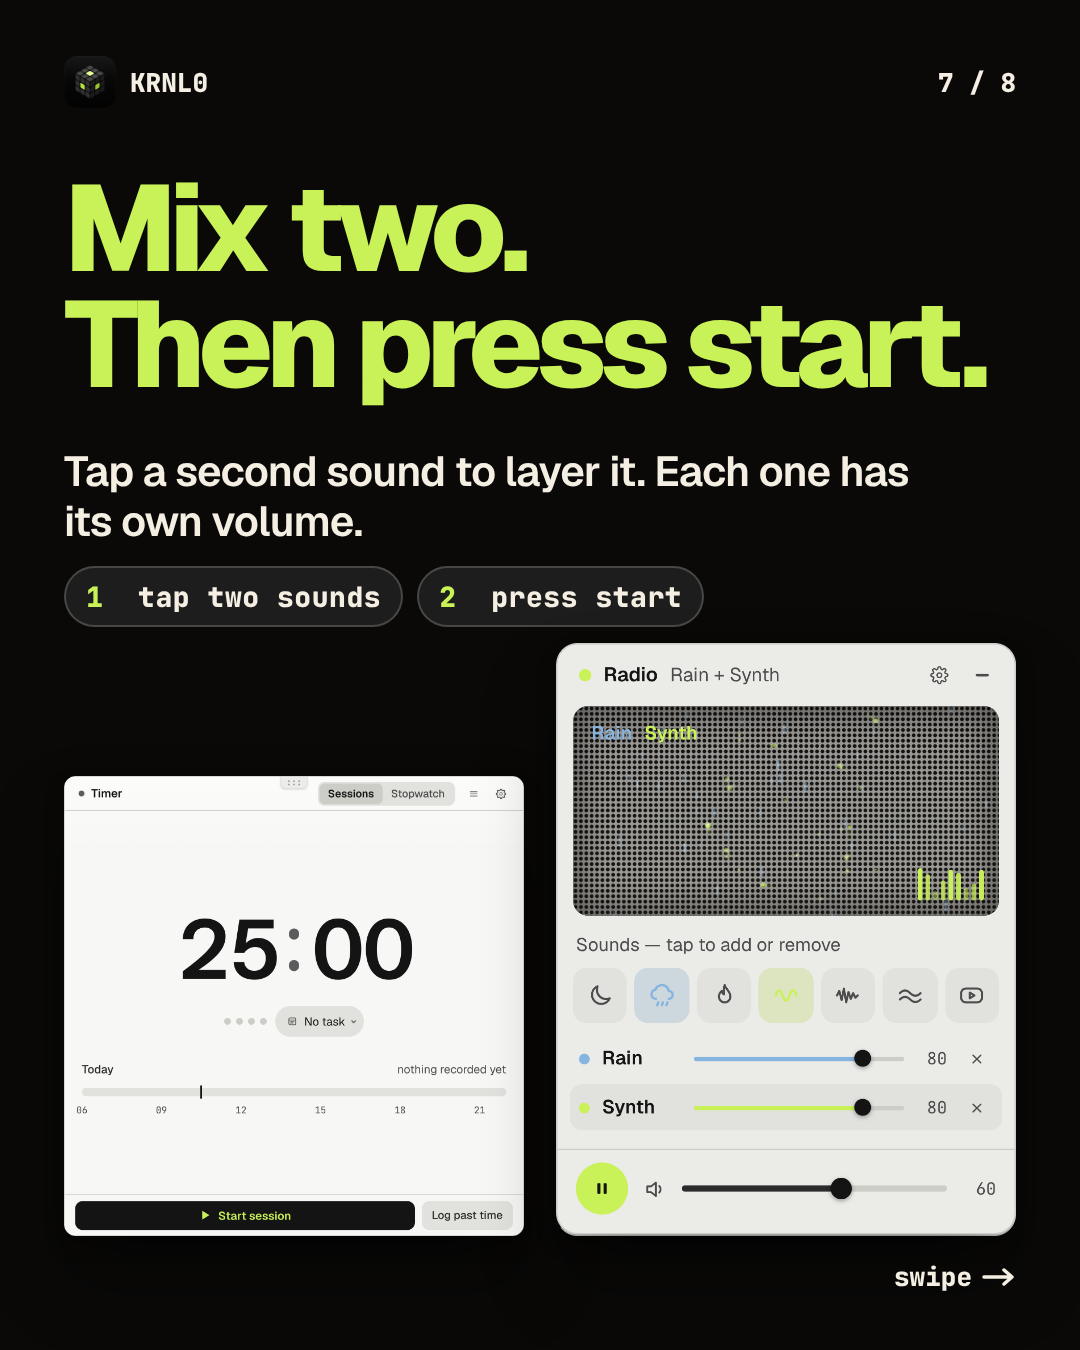 KRNL0
7 / 8
Mix two.
Then press start.
Tap a second sound to layer it. Each one has
its own volume.
1 tap two sounds
2 press start
Timer
Sessions
Stopwatch
25:00
No task
Today
nothing recorded yet
06 09 12 15 18 21
Start session
Log past time
Radio Rain + Synth
Rain Synth
Sounds — tap to add or remove
Rain 80
Synth 80
60
swipe →